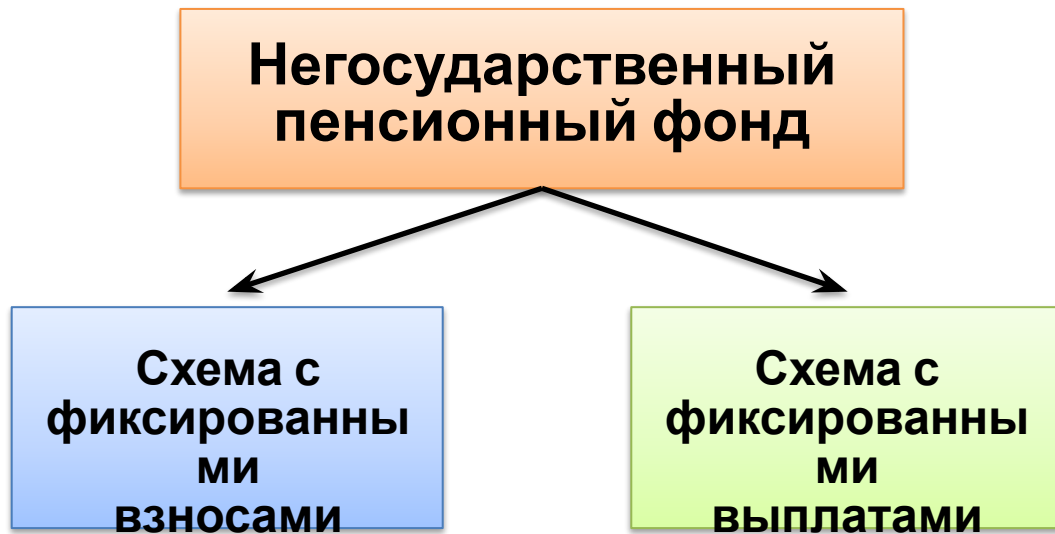 Негосударственный
пенсионный фонд
Схема с
фиксированны
ми
взносами
Схема с
фиксированны
ми
выплатами